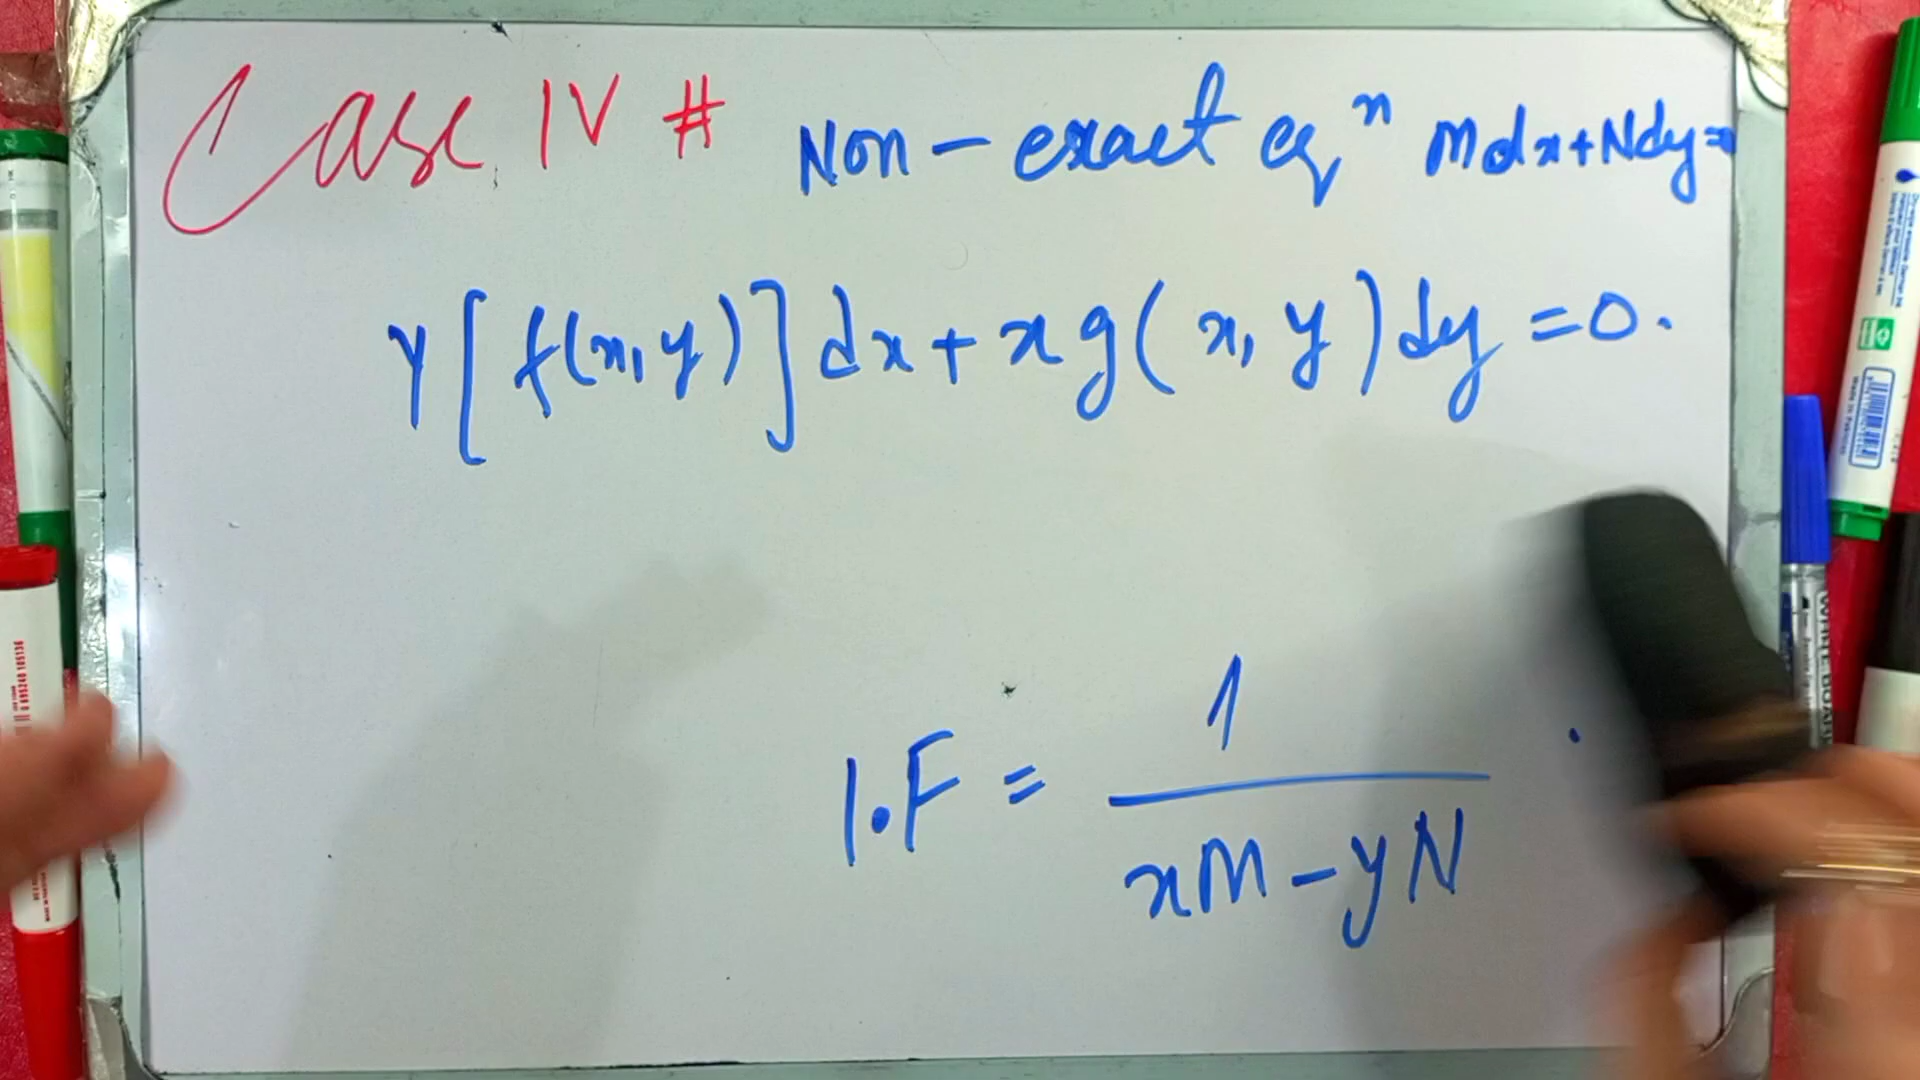 Case IV # Non-exact eqⁿ Mdx+Ndy=0
y[f(x,y)]dx+xg(x,y)dy=0.
I.F = 1/(xM-yN)